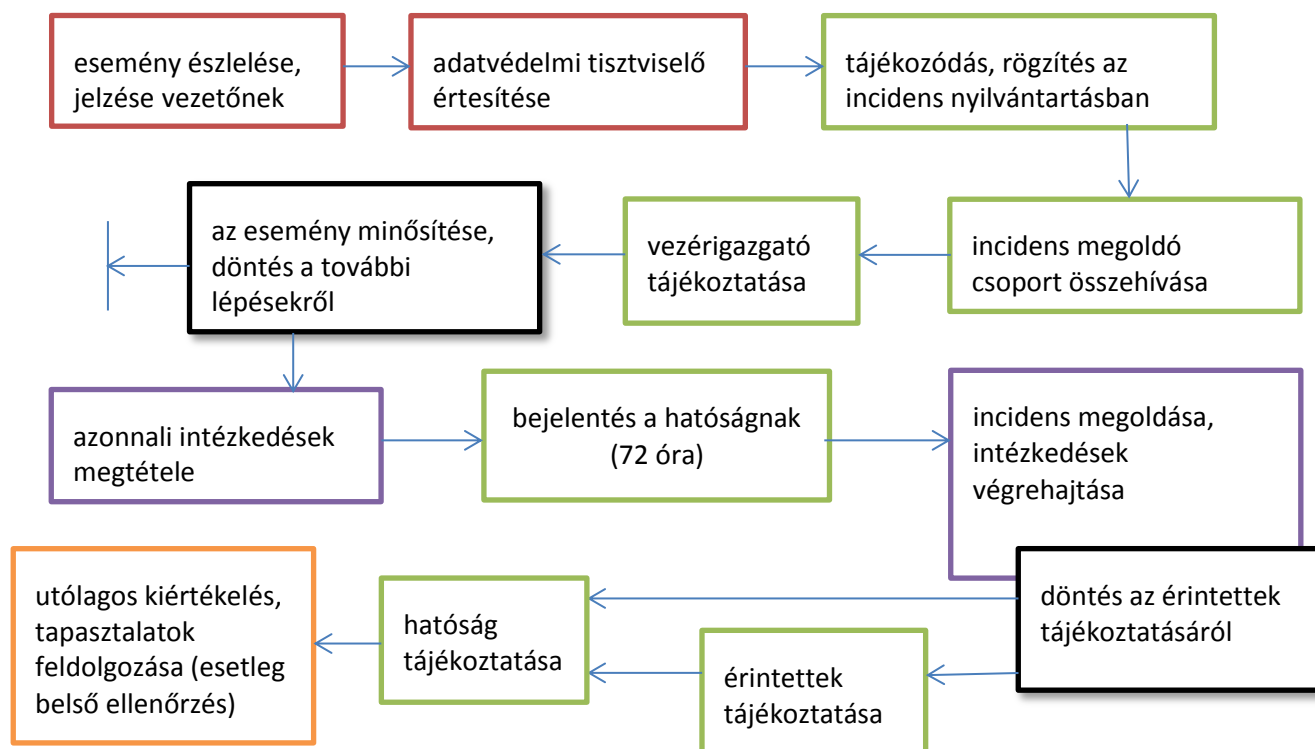 esemény észlelése,
jelzése vezetőnek
adatvédelmi tisztviselő
értesítése
tájékozódás, rögzítés az
incidens nyilvántartásban
incidens megoldó
csoport összehívása
vezérigazgató
tájékoztatása
az esemény minősítése,
döntés a további
lépésekről
azonnali intézkedések
megtétele
bejelentés a hatóságnak
(72 óra)
incidens megoldása,
intézkedések
végrehajtása
döntés az érintettek
tájékoztatásáról
érintettek
tájékoztatása
hatóság
tájékoztatása
utólagos kiértékelés,
tapasztalatok
feldolgozása (esetleg
belső ellenőrzés)